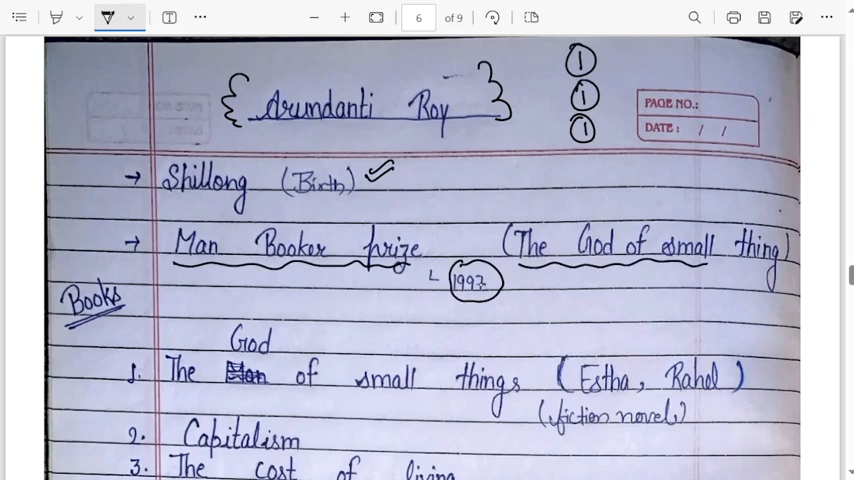 6 of 9
Arundanti Roy
1
1
1
PAGE NO.:
DATE: / /
→ Shillong (Birth)
→ Man Booker prize (The God of small thing)
1997
Books
God
1. The of small things (Estha, Rahel)
(fiction novel)
2. Capitalism
3. The cost of living